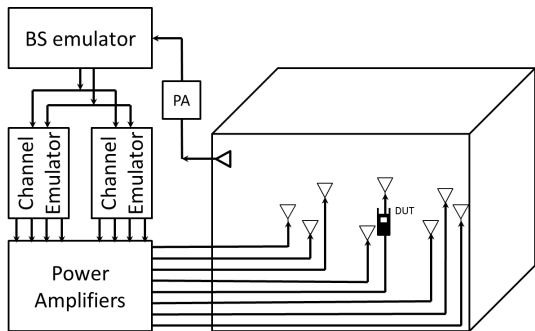 BS emulator
PA
Channel
Emulator
Channel
Emulator
DUT
Power
Amplifiers